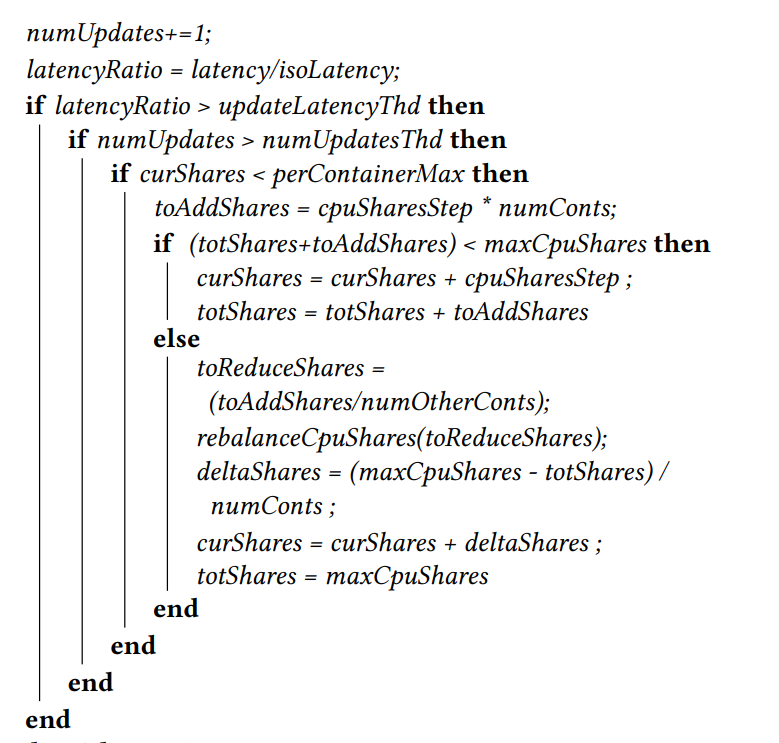 numUpdates+=1;
latencyRatio = latency/isoLatency;
if latencyRatio > updateLatencyThd then
if numUpdates > numUpdatesThd then
if curShares < perContainerMax then
toAddShares = cpuSharesStep * numConts;
if (totShares+toAddShares) < maxCpuShares then
curShares = curShares + cpuSharesStep ;
totShares = totShares + toAddShares
else
toReduceShares =
(toAddShares/numOtherConts);
rebalanceCpuShares(toReduceShares);
deltaShares = (maxCpuShares - totShares) /
numConts ;
curShares = curShares + deltaShares ;
totShares = maxCpuShares
end
end
end
end